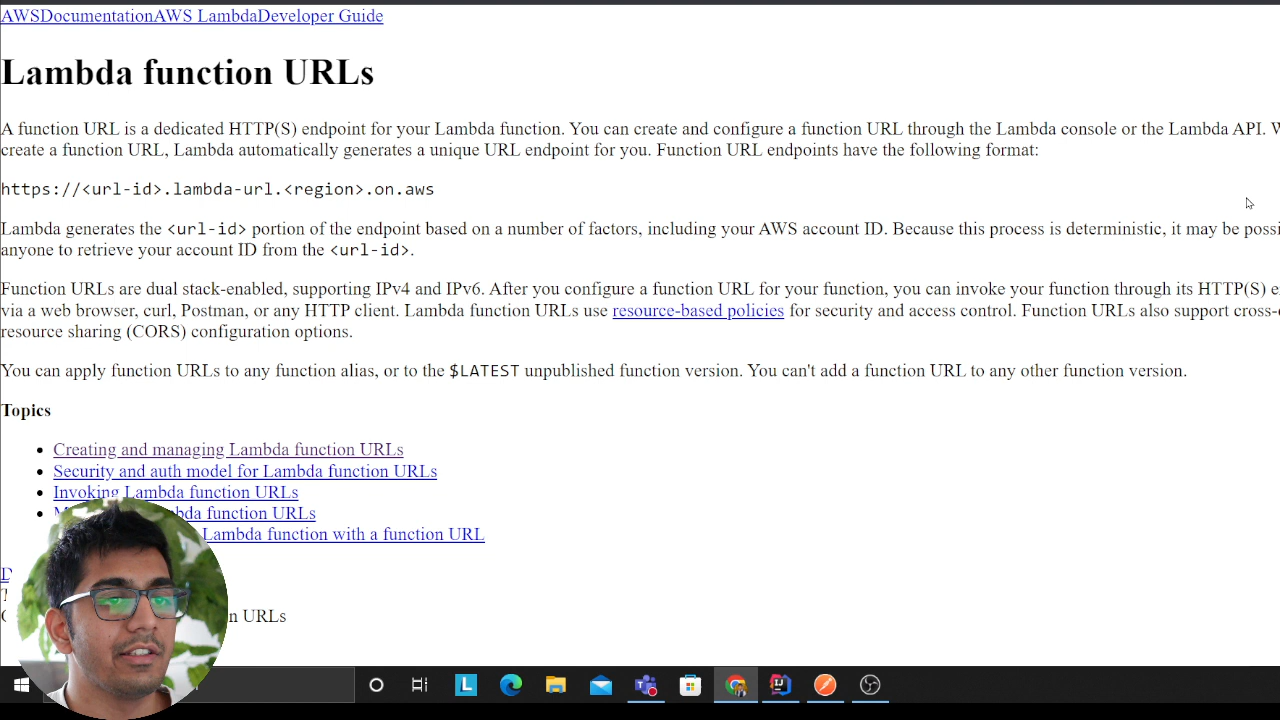 AWSDocumentationAWS LambdaDeveloper Guide
Lambda function URLs
A function URL is a dedicated HTTP(S) endpoint for your Lambda function. You can create and configure a function URL through the Lambda console or the Lambda API.
create a function URL, Lambda automatically generates a unique URL endpoint for you. Function URL endpoints have the following format:
https://<url-id>.lambda-url.<region>.on.aws
Lambda generates the <url-id> portion of the endpoint based on a number of factors, including your AWS account ID. Because this process is deterministic, it may be possi
anyone to retrieve your account ID from the <url-id>.
Function URLs are dual stack-enabled, supporting IPv4 and IPv6. After you configure a function URL for your function, you can invoke your function through its HTTP(S) e
via a web browser, curl, Postman, or any HTTP client. Lambda function URLs use resource-based policies for security and access control. Function URLs also support cross-
resource sharing (CORS) configuration options.
You can apply function URLs to any function alias, or to the $LATEST unpublished function version. You can't add a function URL to any other function version.
Topics
Creating and managing Lambda function URLs
Security and auth model for Lambda function URLs
Invoking Lambda function URLs
bda function URLs
Lambda function with a function URL
D
n URLs